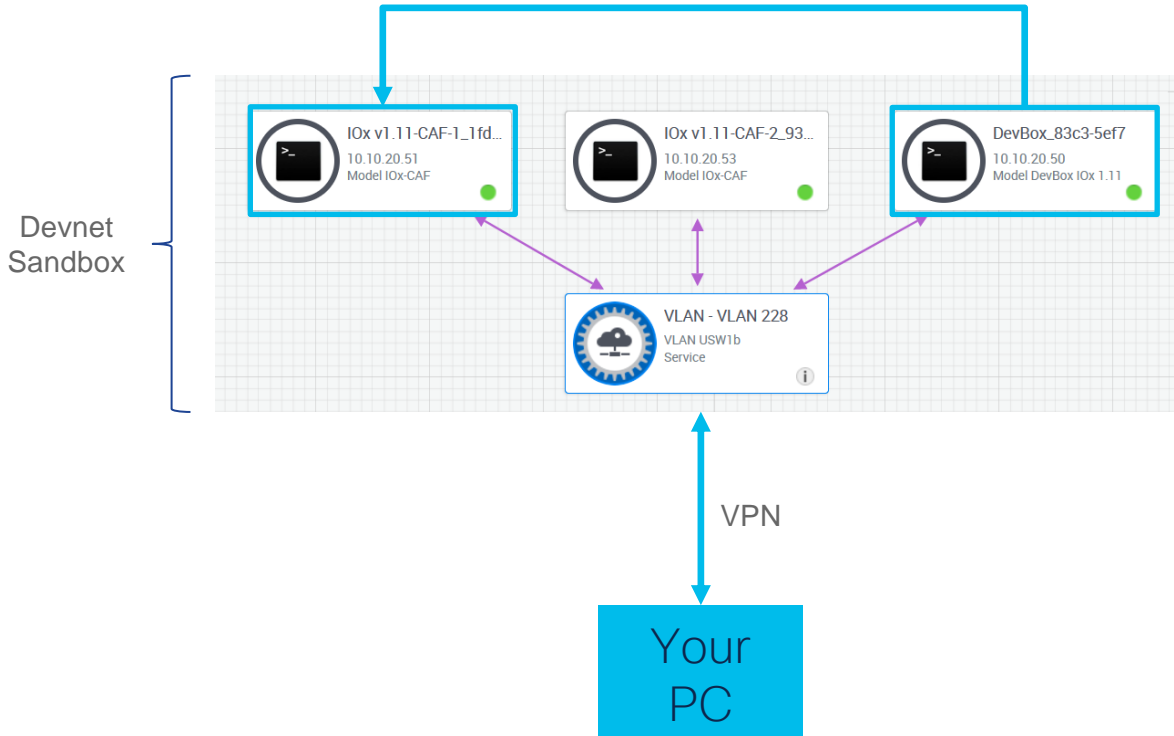 IOx v1.11-CAF-1_1fd...
10.10.20.51
Model IOx-CAF
IOx v1.11-CAF-2_93...
10.10.20.53
Model IOx-CAF
DevBox_83c3-5ef7
10.10.20.50
Model DevBox IOx 1.11
Devnet
Sandbox
VLAN - VLAN 228
VLAN USW1b
Service
i
VPN
Your
PC